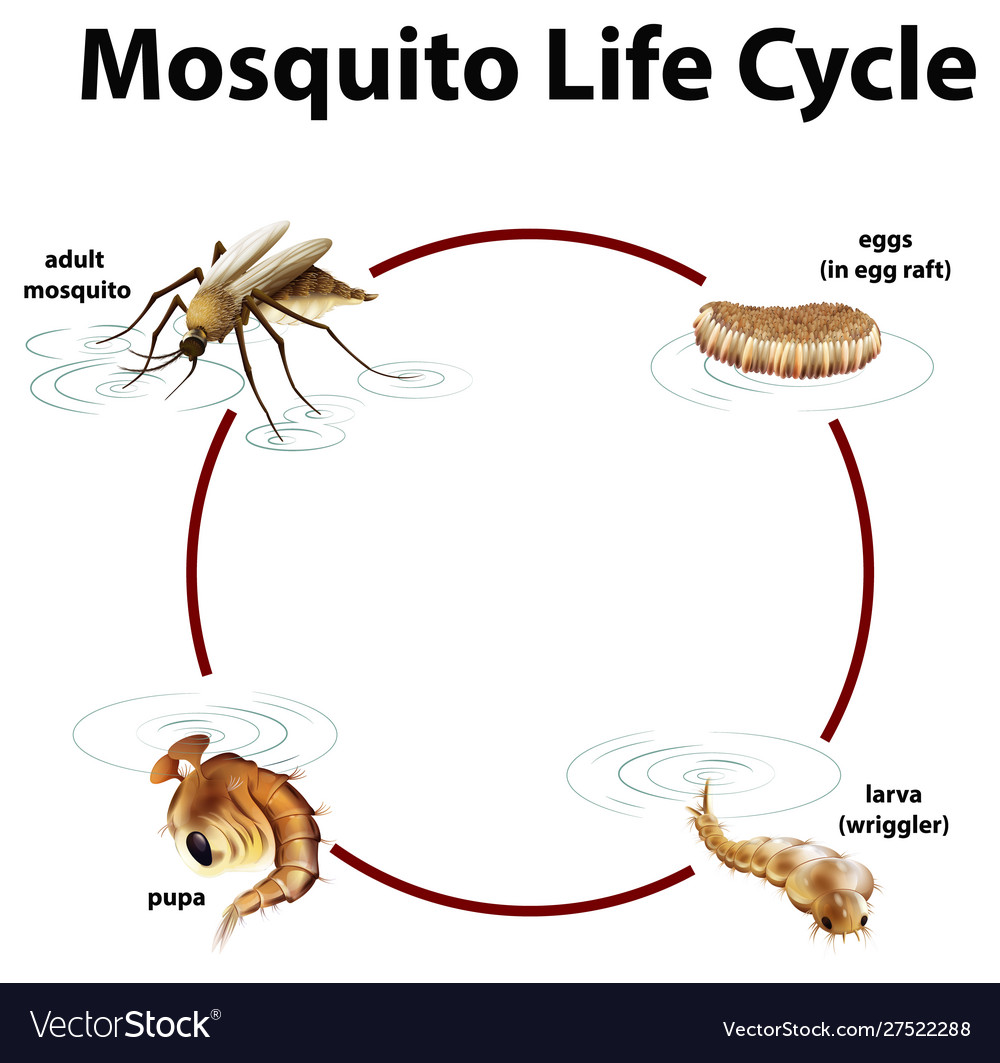 Mosquito Life Cycle
adult
mosquito
eggs
(in egg raft)
larva
(wriggler)
pupa
VectorStock®
VectorStock.com/27522288